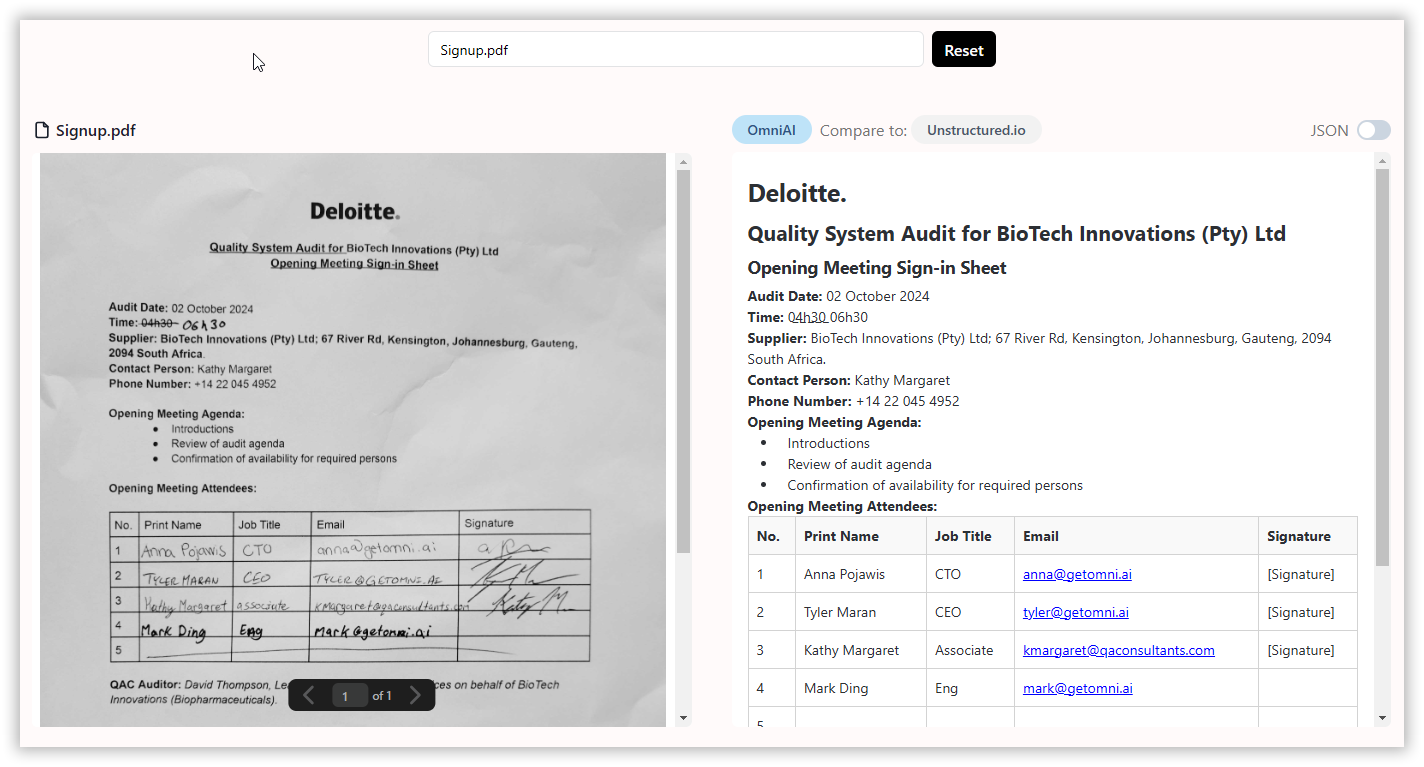 Signup.pdf
Reset
Signup.pdf
Deloitte.
Quality System Audit for BioTech Innovations (Pty) Ltd
Opening Meeting Sign-in Sheet
Audit Date: 02 October 2024
Time: 04h30 06h30
Supplier: BioTech Innovations (Pty) Ltd; 67 River Rd, Kensington, Johannesburg, Gauteng,
2094 South Africa.
Contact Person: Kathy Margaret
Phone Number: +14 22 045 4952
Opening Meeting Agenda:
• Introductions
• Review of audit agenda
• Confirmation of availability for required persons
Opening Meeting Attendees:
No. Print Name Job Title Email Signature
1 Anna Pojawis CTO anna@getomni.ai
2 TYLER MARAN CEO TYLER@GETOMNI.AI
3 Kathy Margaret associate kmargaret@qaconsultants.com
4 Mark Ding Eng Mark@getomni.ai
5
QAC Auditor: David Thompson, on behalf of BioTech
Innovations (Biopharmaceuticals).
1 of 1
OmniAI Compare to: Unstructured.io JSON
Deloitte.
Quality System Audit for BioTech Innovations (Pty) Ltd
Opening Meeting Sign-in Sheet
Audit Date: 02 October 2024
Time: 04h30 06h30
Supplier: BioTech Innovations (Pty) Ltd; 67 River Rd, Kensington, Johannesburg, Gauteng, 2094
South Africa.
Contact Person: Kathy Margaret
Phone Number: +14 22 045 4952
Opening Meeting Agenda:
• Introductions
• Review of audit agenda
• Confirmation of availability for required persons
Opening Meeting Attendees:
No. Print Name Job Title Email Signature
1 Anna Pojawis CTO anna@getomni.ai [Signature]
2 Tyler Maran CEO tyler@getomni.ai [Signature]
3 Kathy Margaret Associate kmargaret@qaconsultants.com [Signature]
4 Mark Ding Eng mark@getomni.ai
5